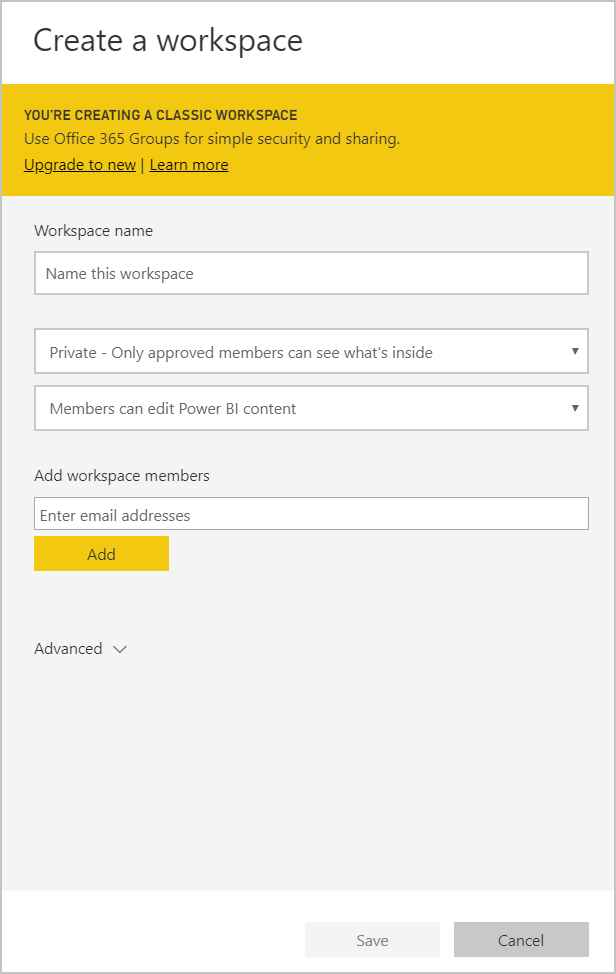 Create a workspace
YOU'RE CREATING A CLASSIC WORKSPACE
Use Office 365 Groups for simple security and sharing.
Upgrade to new | Learn more
Workspace name
Name this workspace
Private - Only approved members can see what's inside
Members can edit Power BI content
Add workspace members
Enter email addresses
Add
Advanced
Save Cancel